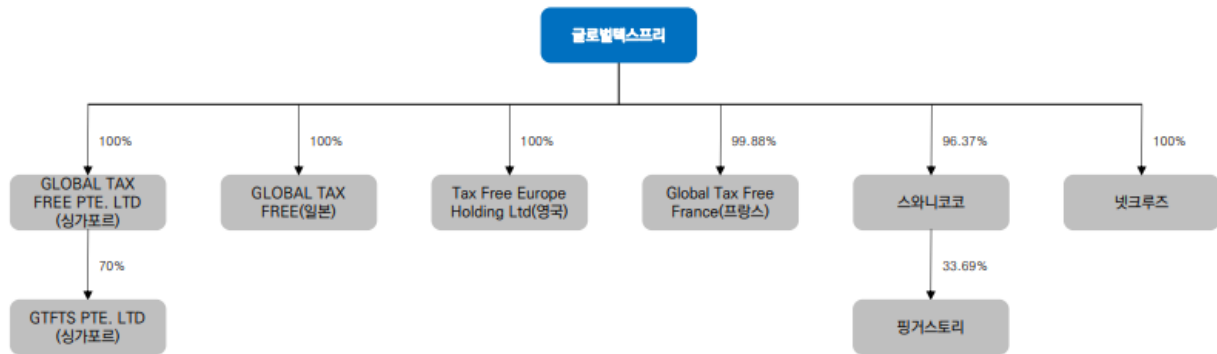 글로벌텍스프리
100%
100%
100%
99.88%
96.37%
100%
GLOBAL TAX
FREE PTE. LTD
(싱가포르)
GLOBAL TAX
FREE(일본)
Tax Free Europe
Holding Ltd(영국)
Global Tax Free
France(프랑스)
스와니코코
넷크루즈
70%
33.69%
GTFTS PTE. LTD
(싱가포르)
핑거스토리